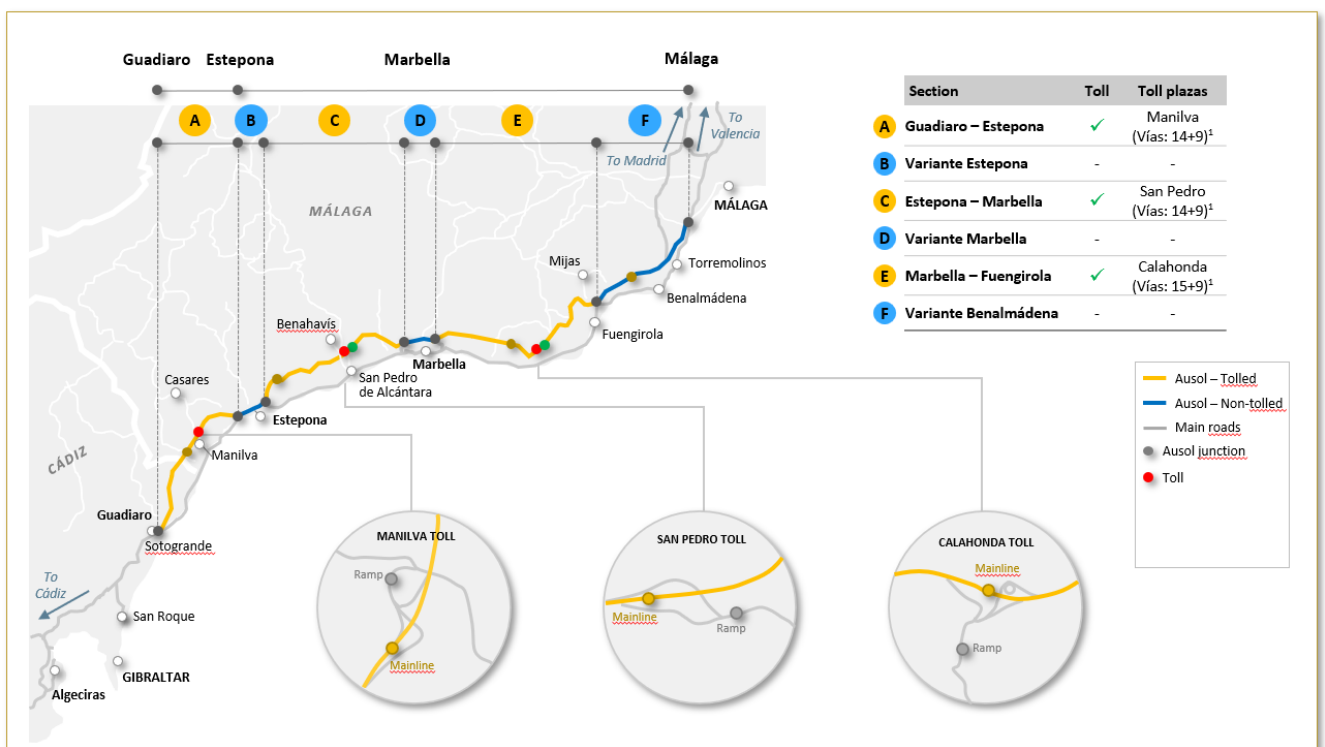 Guadiaro Estepona Marbella Málaga
A B C D E F
To Madrid
To
Valencia
MÁLAGA
MÁLAGA
Mijas
Torremolinos
Benalmádena
Fuengirola
Benahavís
Marbella
San Pedro
de Alcántara
Casares
Estepona
Manilva
CÁDIZ
Guadiaro
Sotogrande
To
Cádiz
San Roque
GIBRALTAR
Algeciras
Section Toll Toll plazas
A Guadiaro – Estepona ✓ Manilva
(Vías: 14+9)¹
B Variante Estepona - -
C Estepona – Marbella ✓ San Pedro
(Vías: 14+9)¹
D Variante Marbella - -
E Marbella – Fuengirola ✓ Calahonda
(Vías: 15+9)¹
F Variante Benalmádena - -
Ausol – Tolled
Ausol – Non-tolled
Main roads
Ausol junction
Toll
MANILVA TOLL
Ramp
Mainline
SAN PEDRO TOLL
Mainline
Ramp
CALAHONDA TOLL
Mainline
Ramp